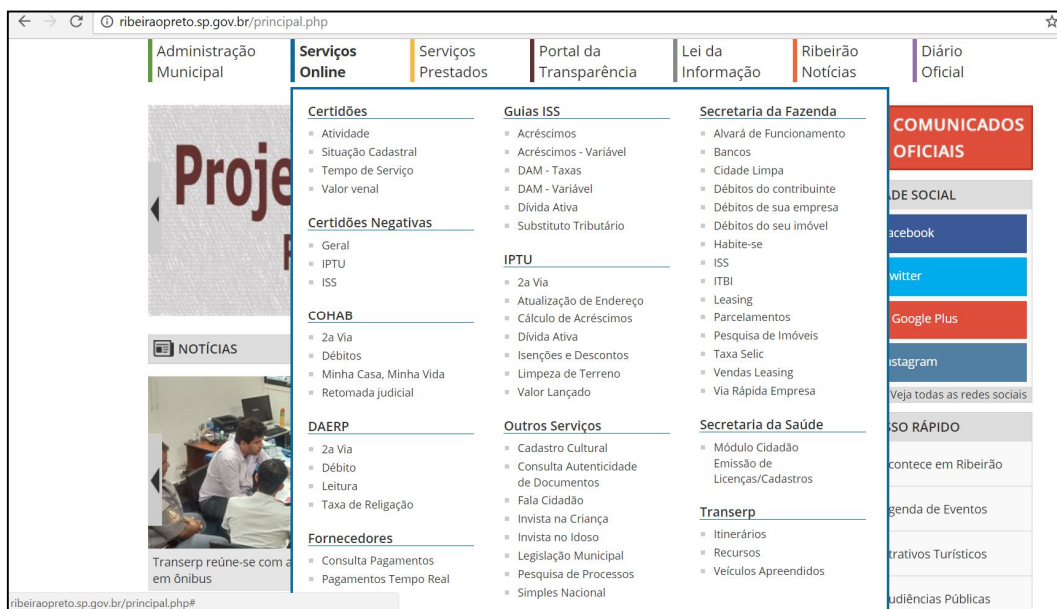 ribeiraopreto.sp.gov.br/principal.php
Administração
Municipal
Serviços
Online
Serviços
Prestados
Portal da
Transparência
Lei da
Informação
Ribeirão
Notícias
Diário
Oficial
Proje
Certidões
Atividade
Situação Cadastral
Tempo de Serviço
Valor venal
Certidões Negativas
Geral
IPTU
ISS
COHAB
2a Via
Débitos
Minha Casa, Minha Vida
Retomada judicial
DAERP
2a Via
Débito
Leitura
Taxa de Religação
Fornecedores
Consulta Pagamentos
Pagamentos Tempo Real
Guias ISS
Acréscimos
Acréscimos - Variável
DAM - Taxas
DAM - Variável
Dívida Ativa
Substituto Tributário
IPTU
2a Via
Atualização de Endereço
Cálculo de Acréscimos
Dívida Ativa
Isenções e Descontos
Limpeza de Terreno
Valor Lançado
Outros Serviços
Cadastro Cultural
Consulta Autenticidade
de Documentos
Fala Cidadão
Invista na Criança
Invista no Idoso
Legislação Municipal
Pesquisa de Processos
Simples Nacional
Secretaria da Fazenda
Alvará de Funcionamento
Bancos
Cidade Limpa
Débitos do contribuinte
Débitos de sua empresa
Débitos do seu imóvel
Habite-se
ISS
ITBI
Leasing
Parcelamentos
Pesquisa de Imóveis
Taxa Selic
Vendas Leasing
Via Rápida Empresa
Secretaria da Saúde
Módulo Cidadão
Emissão de
Licenças/Cadastros
Transerp
Itinerários
Recursos
Veículos Apreendidos
COMUNICADOS
OFICIAIS
DE SOCIAL
acebook
witter
Google Plus
nstagram
Veja todas as redes sociais
SSO RÁPIDO
contece em Ribeirão
genda de Eventos
trativos Turísticos
udiências Públicas
NOTÍCIAS
Transerp reúne-se com a
em ônibus
ribeiraopreto.sp.gov.br/principal.php#